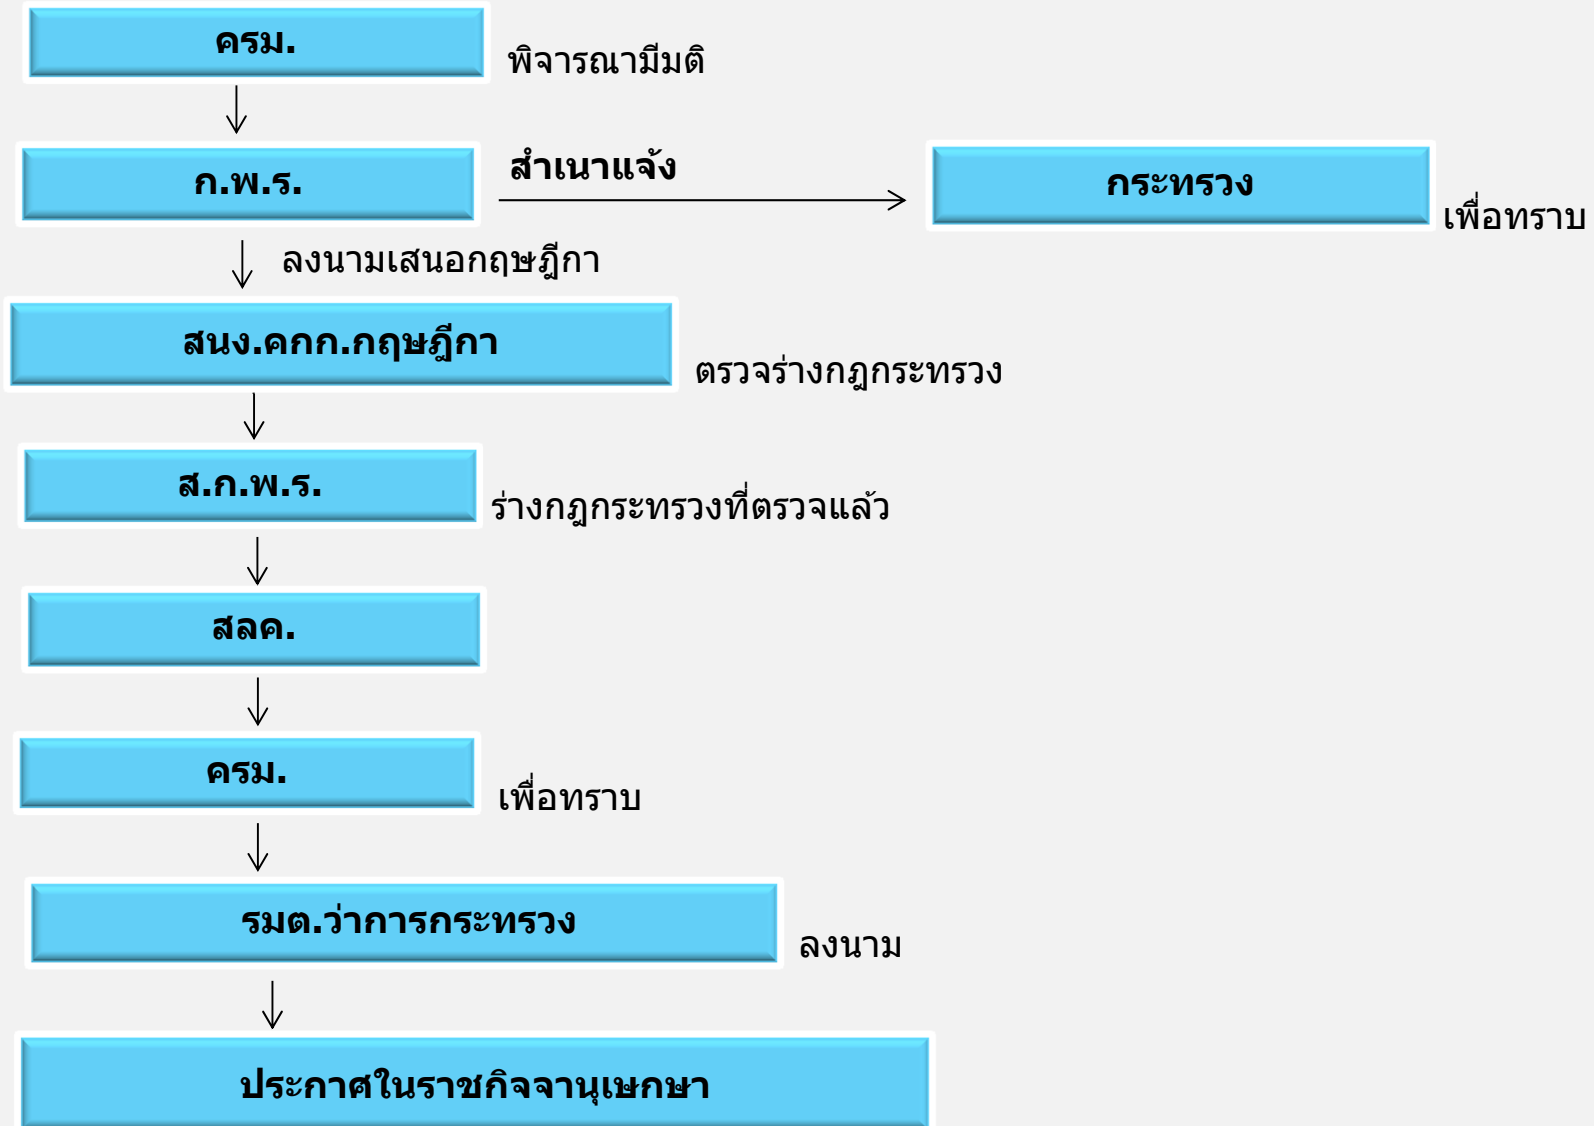 ครม.
พิจารณามีมติ
ก.พ.ร.
สำเนาแจ้ง
กระทรวง
เพื่อทราบ
ลงนามเสนอกฤษฎีกา
สนง.คกก.กฤษฎีกา
ตรวจร่างกฎกระทรวง
ส.ก.พ.ร.
ร่างกฎกระทรวงที่ตรวจแล้ว
สลค.
ครม.
เพื่อทราบ
รมต.ว่าการกระทรวง
ลงนาม
ประกาศในราชกิจจานุเษกษา